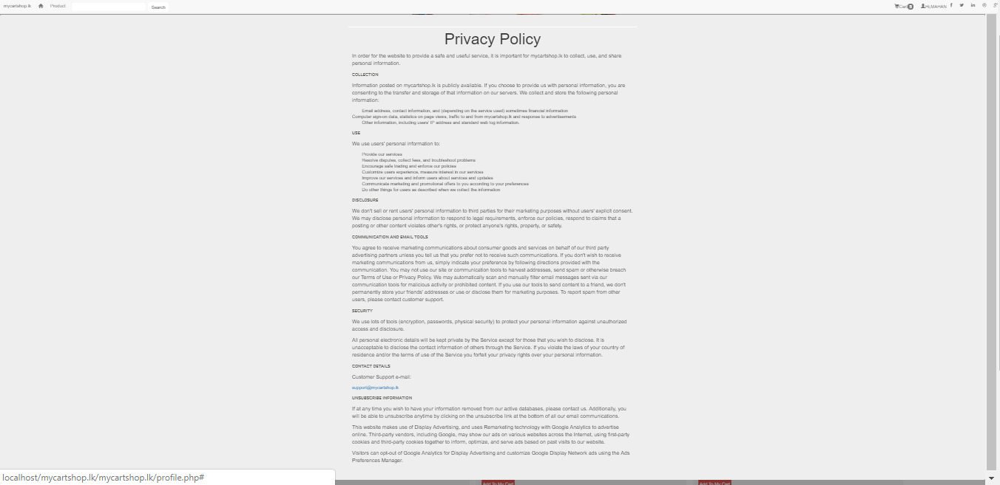 mycartshop.lk Product Search Cart 0 Hi,MAHAN
Privacy Policy
In order for the website to provide a safe and useful service, it is important for mycartshop.lk to collect, use, and share
personal information.
COLLECTION
Information posted on mycartshop.lk is publicly available. If you choose to provide us with personal information, you are
consenting to the transfer and storage of that information on our servers. We collect and store the following personal
information:
Email address, contact information, and (depending on the service used) sometimes financial information
Computer sign-on data, statistics on page views, traffic to and from mycartshop.lk and response to advertisements
Other information, including users' IP address and standard web log information.
USE
We use users' personal information to:
Provide our services
Resolve disputes, collect fees, and troubleshoot problems
Encourage safe trading and enforce our policies
Customize users experience, measure interest in our services
Improve our services and inform users about services and updates
Communicate marketing and promotional offers to you according to your preferences
Do other things for users as described when we collect the information
DISCLOSURE
We don't sell or rent users' personal information to third parties for their marketing purposes without users' explicit consent.
We may disclose personal information to respond to legal requirements, enforce our policies, respond to claims that a
posting or other content violates other's rights, or protect anyone's rights, property, or safety.
COMMUNICATION AND EMAIL TOOLS
You agree to receive marketing communications about consumer goods and services on behalf of our third party
advertising partners unless you tell us that you prefer not to receive such communications. If you don't wish to receive
marketing communications from us, simply indicate your preference by following directions provided with the
communication. You may not use our site or communication tools to harvest addresses, send spam or otherwise breach
our Terms of Use or Privacy Policy. We may automatically scan and manually filter email messages sent via our
communication tools for malicious activity or prohibited content. If you use our tools to send content to a friend, we don't
permanently store your friends' addresses or use or disclose them for marketing purposes. To report spam from other
users, please contact customer support.
SECURITY
We use lots of tools (encryption, passwords, physical security) to protect your personal information against unauthorized
access and disclosure.
All personal electronic details will be kept private by the Service except for those that you wish to disclose. It is
unacceptable to disclose the contact information of others through the Service. If you violate the laws of your country of
residence and/or the terms of use of the Service you forfeit your privacy rights over your personal information.
CONTACT DETAILS
Customer Support e-mail:
support@mycartshop.lk
UNSUBSCRIBE INFORMATION
If at any time you wish to have your information removed from our active databases, please contact us. Additionally, you
will be able to unsubscribe anytime by clicking on the unsubscribe link at the bottom of all our email communications.
This website makes use of Display Advertising, and uses Remarketing technology with Google Analytics to advertise
online. Third-party vendors, including Google, may show our ads on various websites across the Internet, using first-party
cookies and third-party cookies together to inform, optimize, and serve ads based on past visits to our website.
Visitors can opt-out of Google Analytics for Display Advertising and customize Google Display Network ads using the Ads
Preferences Manager.
localhost/mycartshop.lk/mycartshop.lk/profile.php#
Add To My Cart Add To My Cart